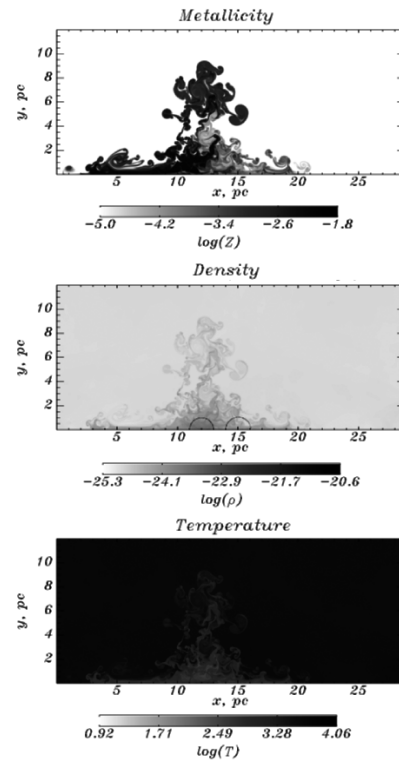 Metallicity
10
8
6
4
2
y, pc
5 10 15 20 25
x, pc
-5.0 -4.2 -3.4 -2.6 -1.8
log(Z)
Density
10
8
6
4
2
y, pc
5 10 15 20 25
x, pc
-25.3 -24.1 -22.9 -21.7 -20.6
log(ρ)
Temperature
10
8
6
4
2
y, pc
5 10 15 20 25
x, pc
0.92 1.71 2.49 3.28 4.06
log(T)